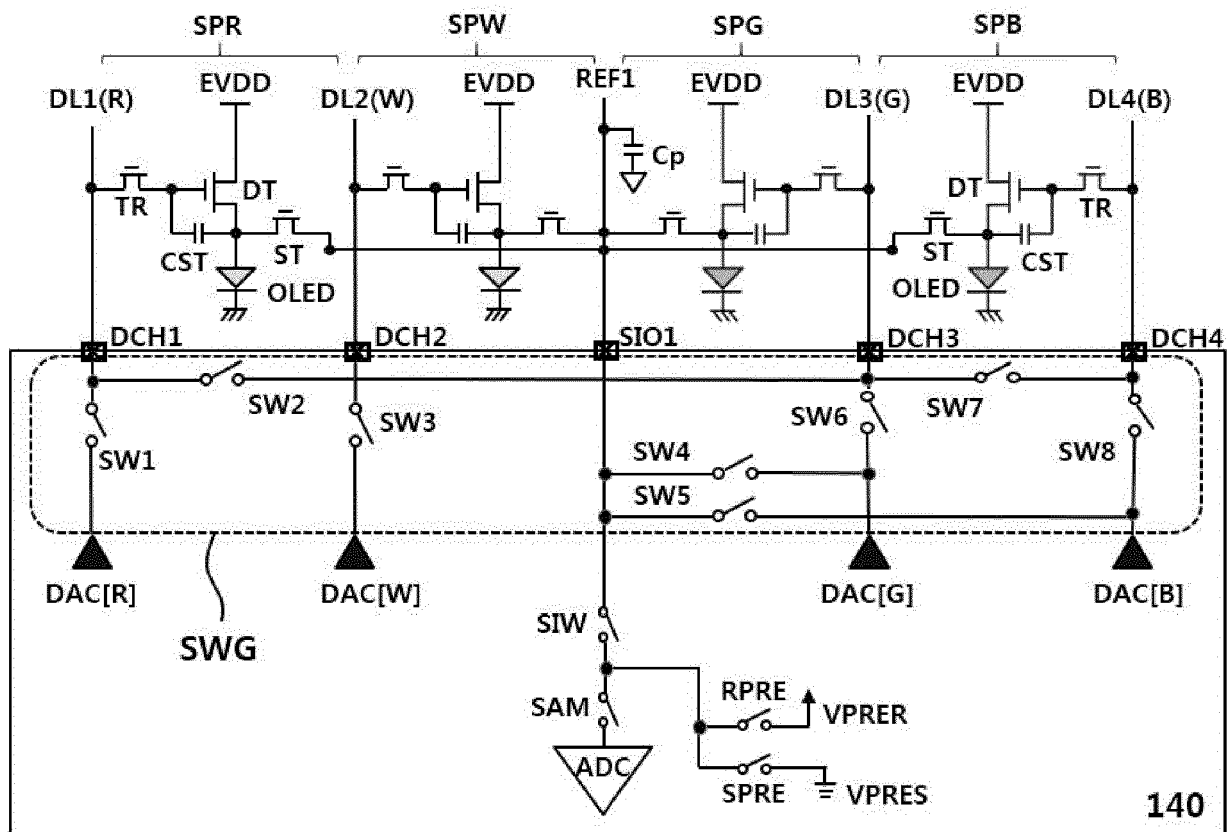 SPR SPW SPG SPB
DL1(R) EVDD DL2(W) EVDD REF1 EVDD DL3(G) EVDD DL4(B)
Cp
TR DT DT TR
CST ST ST CST
OLED OLED
DCH1 DCH2 SIO1 DCH3 DCH4
SW2 SW7
SW1 SW3 SW6 SW8
SW4
SW5
DAC[R] DAC[W] DAC[G] DAC[B]
SWG
SIW
SAM RPRE VPRER
ADC
SPRE VPRES
140